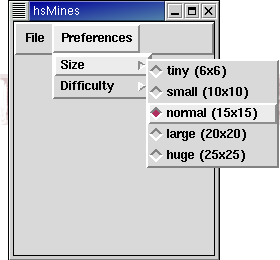 hsMines
File Preferences
Size
Difficulty
tiny (6x6)
small (10x10)
normal (15x15)
large (20x20)
huge (25x25)